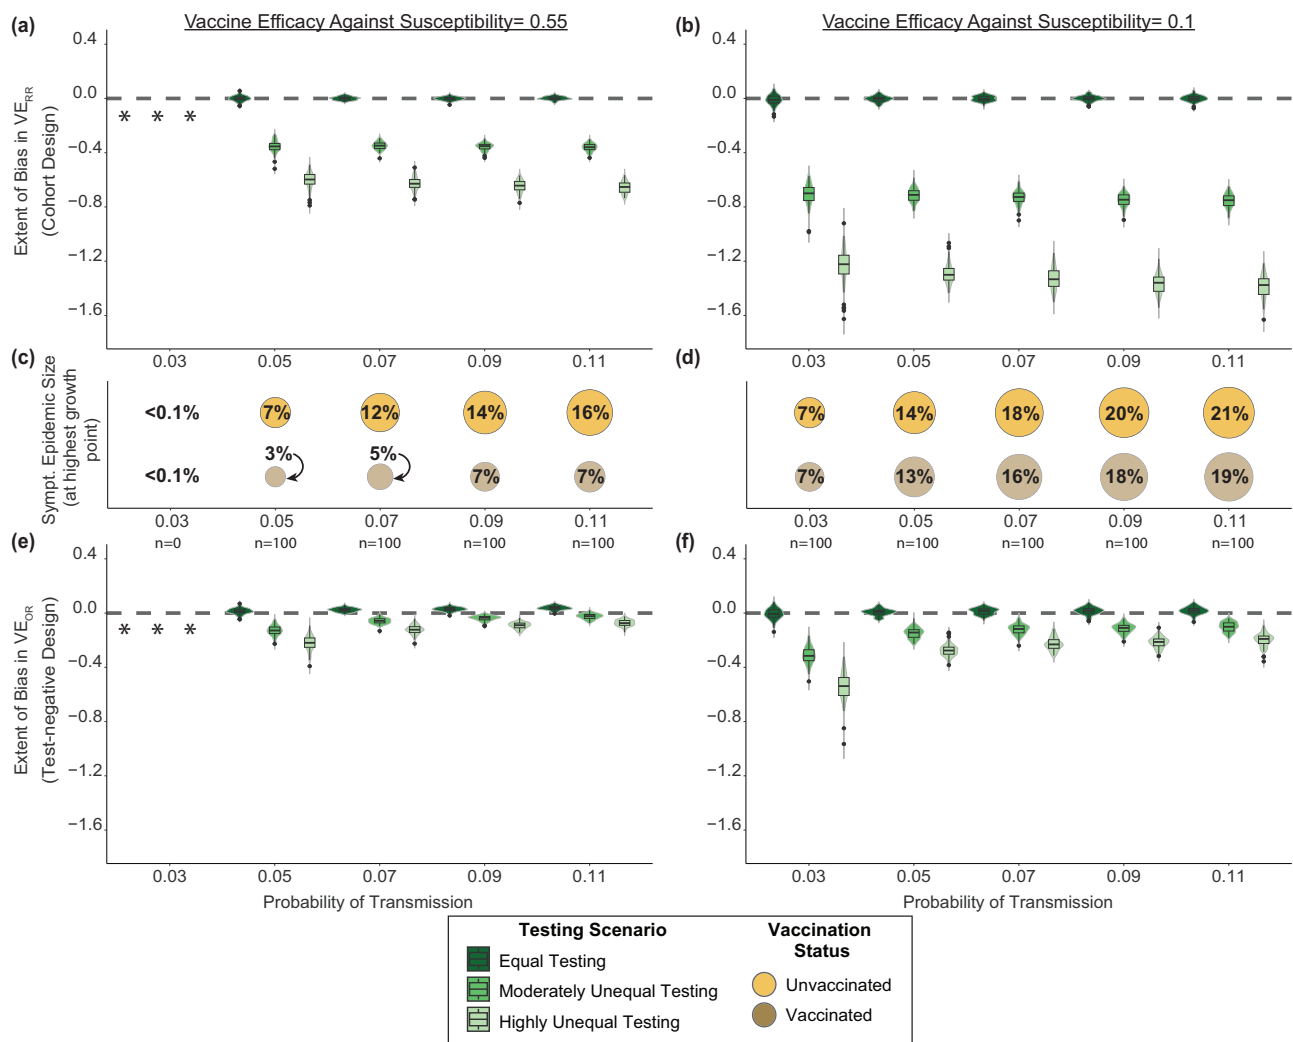 (a) Vaccine Efficacy Against Susceptibility= 0.55
(b) Vaccine Efficacy Against Susceptibility= 0.1
Extent of Bias in VERR
(Cohort Design)
0.4
0.0
−0.4
−0.8
−1.2
−1.6
* * *
0.03 0.05 0.07 0.09 0.11
0.4
0.0
−0.4
−0.8
−1.2
−1.6
0.03 0.05 0.07 0.09 0.11
(c)
Sympt. Epidemic Size
(at highest growth
point)
<0.1% 7% 12% 14% 16%
<0.1% 3% 5% 7% 7%
0.03 0.05 0.07 0.09 0.11
n=0 n=100 n=100 n=100 n=100
(d)
7% 14% 18% 20% 21%
7% 13% 16% 18% 19%
0.03 0.05 0.07 0.09 0.11
n=100 n=100 n=100 n=100 n=100
(e)
Extent of Bias in VEOR
(Test-negative Design)
0.4
0.0
−0.4
−0.8
−1.2
−1.6
* * *
0.03 0.05 0.07 0.09 0.11
Probability of Transmission
(f)
0.4
0.0
−0.4
−0.8
−1.2
−1.6
0.03 0.05 0.07 0.09 0.11
Probability of Transmission
Testing Scenario
Equal Testing
Moderately Unequal Testing
Highly Unequal Testing
Vaccination
Status
Unvaccinated
Vaccinated